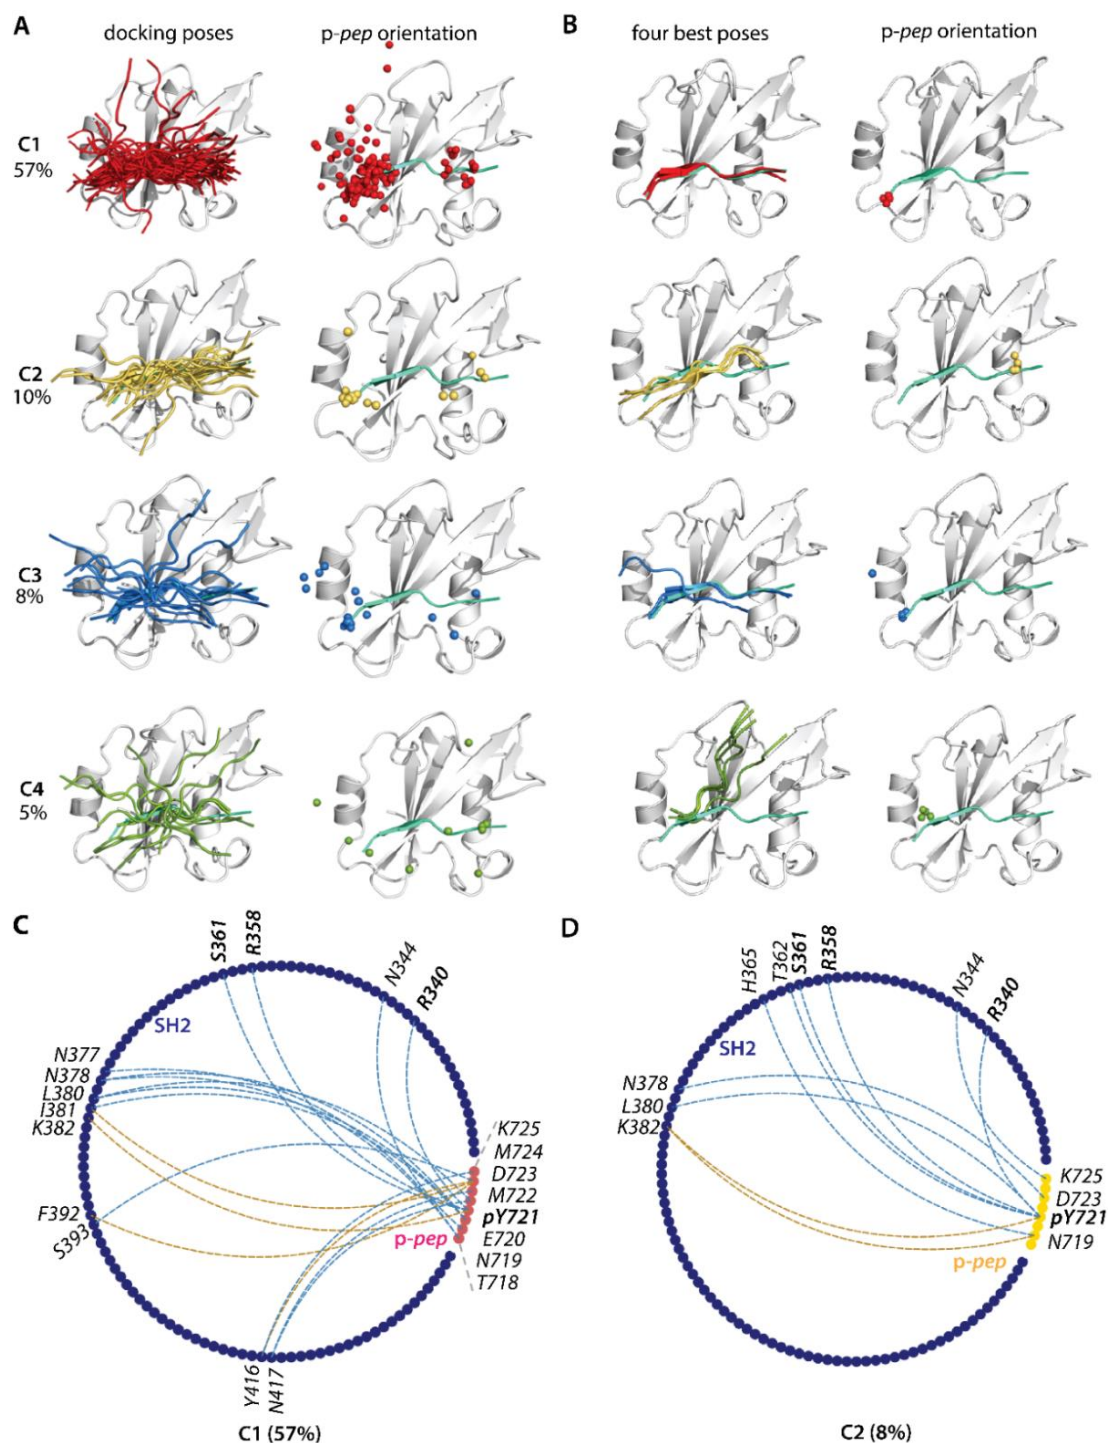 A
docking poses
p-pep orientation
B
four best poses
p-pep orientation
C1
57%
C2
10%
C3
8%
C4
5%
C
S361
R358
N344
R340
SH2
N377
N378
L380
I381
K382
F392
S393
Y416
N417
K725
M724
D723
M722
pY721
E720
N719
T718
p-pep
C1 (57%)
D
H365
T362
S361
R358
N344
R340
SH2
N378
L380
K382
K725
D723
pY721
N719
p-pep
C2 (8%)